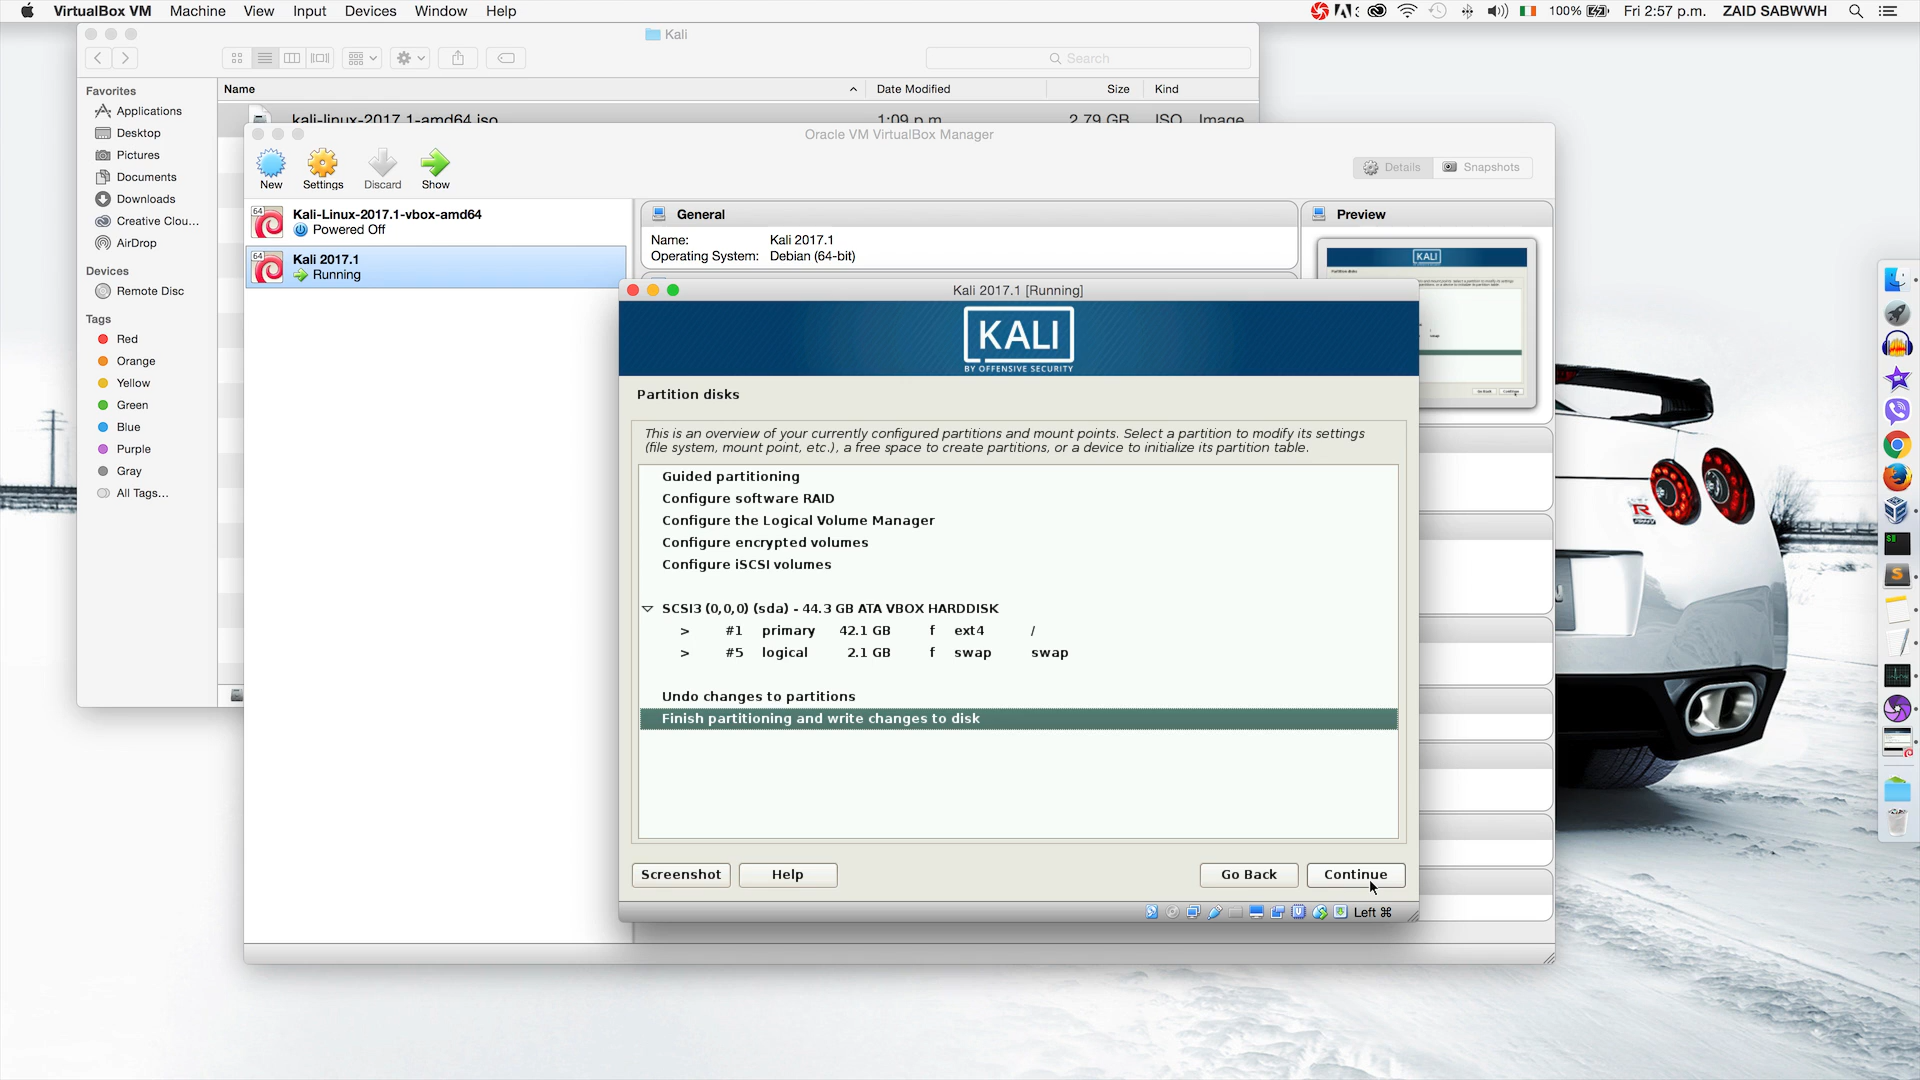 VirtualBox VM Machine View Input Devices Window Help 100% Fri 2:57 p.m. ZAID SABWWH
Kali
Search
Favorites
Applications
Desktop
Pictures
Documents
Downloads
Creative Clou...
AirDrop
Devices
Remote Disc
Tags
Red
Orange
Yellow
Green
Blue
Purple
Gray
All Tags...
Name Date Modified Size Kind
kali-linux-2017.1-amd64.iso 1:09 p.m. 2.79 GB ISO Image
Oracle VM VirtualBox Manager
New Settings Discard Show Details Snapshots
64 Kali-Linux-2017.1-vbox-amd64
Powered Off
64 Kali 2017.1
Running
General
Name: Kali 2017.1
Operating System: Debian (64-bit)
Preview
KALI
Kali 2017.1 [Running]
KALI
BY OFFENSIVE SECURITY
Partition disks
This is an overview of your currently configured partitions and mount points. Select a partition to modify its settings
(file system, mount point, etc.), a free space to create partitions, or a device to initialize its partition table.
Guided partitioning
Configure software RAID
Configure the Logical Volume Manager
Configure encrypted volumes
Configure iSCSI volumes
SCSI3 (0,0,0) (sda) - 44.3 GB ATA VBOX HARDDISK
> #1 primary 42.1 GB f ext4 /
> #5 logical 2.1 GB f swap swap
Undo changes to partitions
Finish partitioning and write changes to disk
Screenshot Help Go Back Continue
Left ⌘